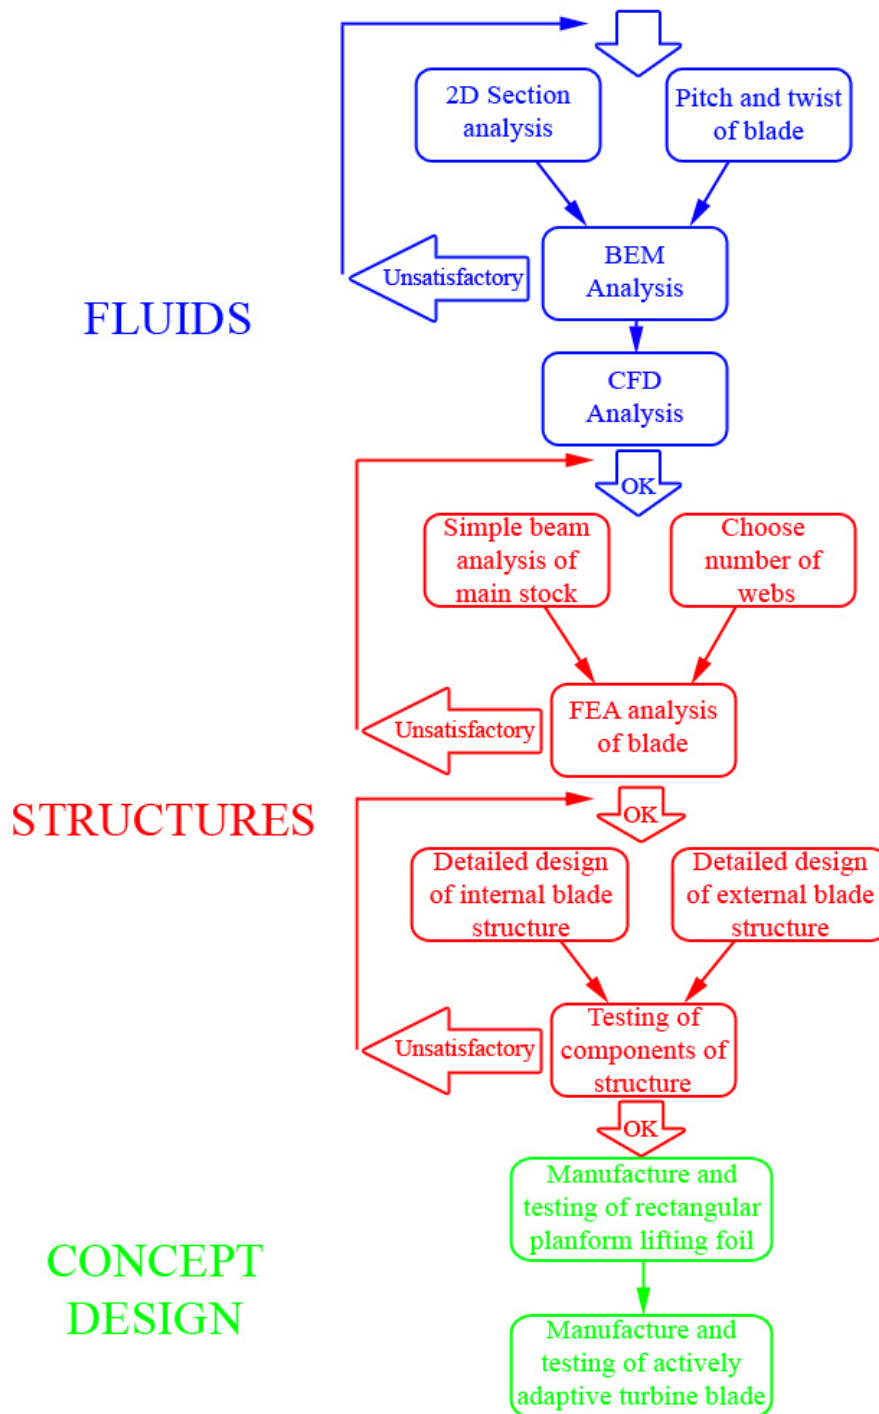 2D Section
analysis
Pitch and twist
of blade
BEM
Analysis
Unsatisfactory
FLUIDS
CFD
Analysis
OK
Simple beam
analysis of
main stock
Choose
number of
webs
FEA analysis
of blade
Unsatisfactory
OK
STRUCTURES
Detailed design
of internal blade
structure
Detailed design
of external blade
structure
Testing of
components of
structure
Unsatisfactory
OK
Manufacture and
testing of rectangular
planform lifting foil
CONCEPT
DESIGN
Manufacture and
testing of actively
adaptive turbine blade